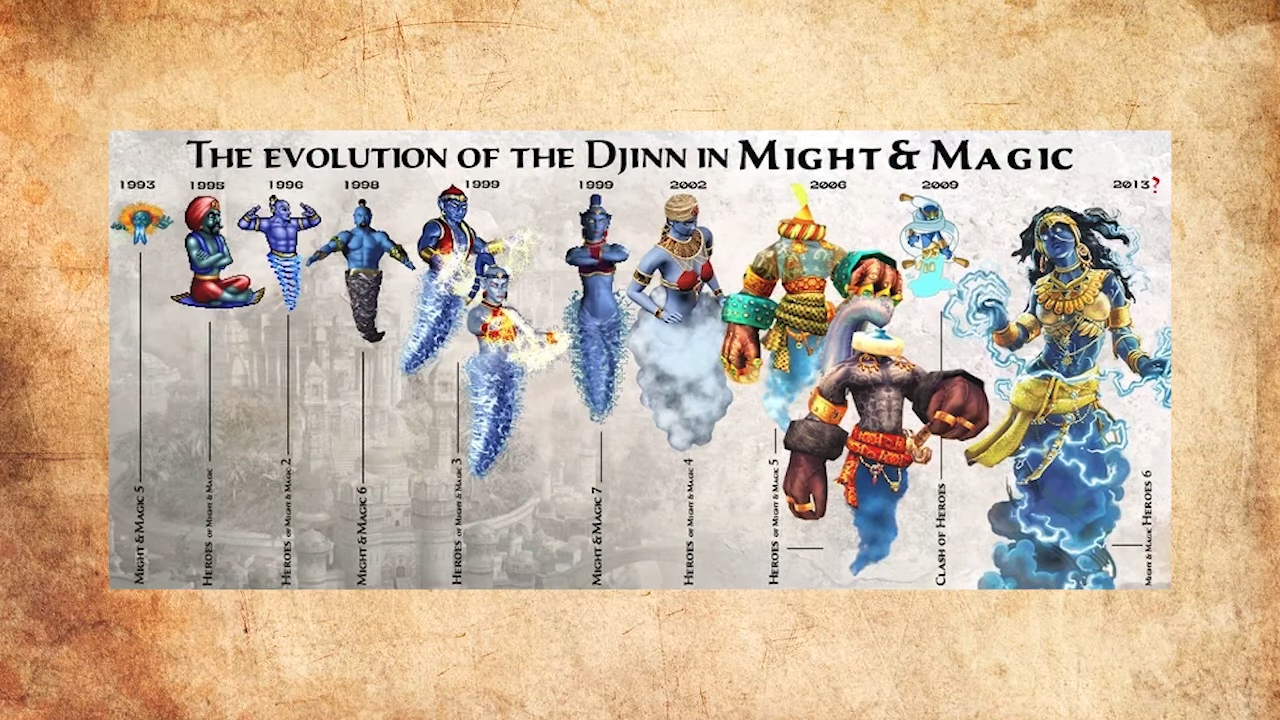 The evolution of the Djinn in Might & Magic
1993
1995
1996
1998
1999
1999
2002
2006
2009
2013?
Might & Magic 5
Heroes of Might & Magic
Heroes of Might & Magic 2
Might & Magic 6
Heroes of Might & Magic 3
Might & Magic 7
Heroes of Might & Magic 4
Heroes of Might & Magic 5
Clash of Heroes
Might & Magic Heroes 6